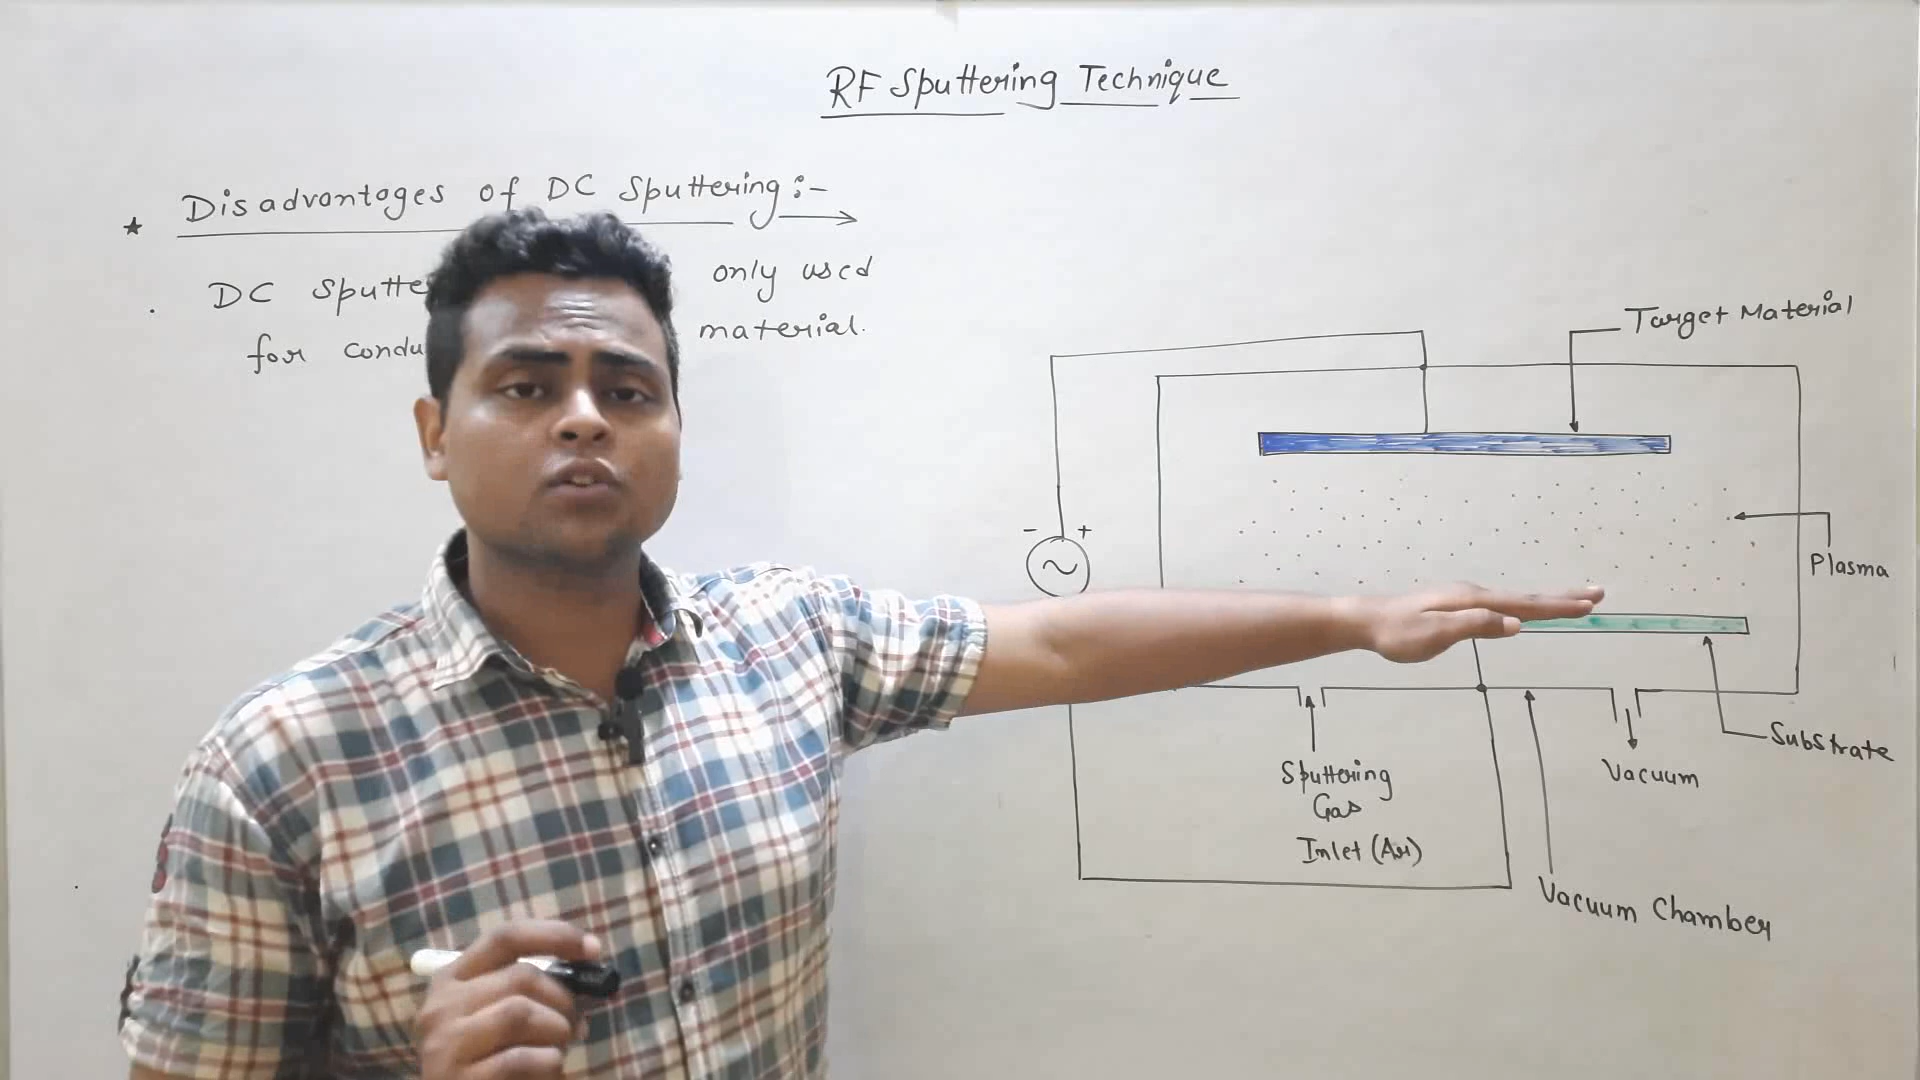 RF Sputtering Technique
Disadvantages of DC Sputtering :-
DC Sputte only used
for condu material.
Target Material
- +
Plasma
Substrate
Sputtering
Gas
Inlet (Ar)
Vacuum
Vacuum Chamber